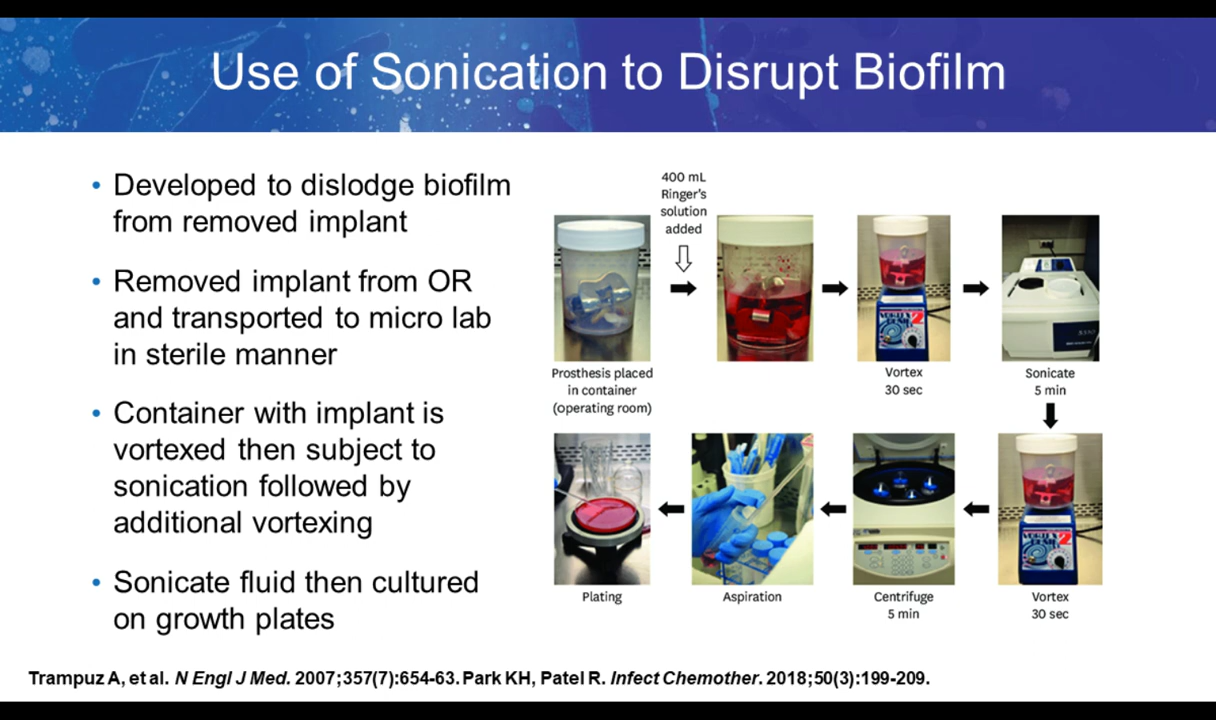 Use of Sonication to Disrupt Biofilm
• Developed to dislodge biofilm
from removed implant
• Removed implant from OR
and transported to micro lab
in sterile manner
• Container with implant is
vortexed then subject to
sonication followed by
additional vortexing
• Sonicate fluid then cultured
on growth plates
400 mL
Ringer's
solution
added
Prosthesis placed
in container
(operating room)
Vortex
30 sec
Sonicate
5 min
Plating
Aspiration
Centrifuge
5 min
Vortex
30 sec
Trampuz A, et al. N Engl J Med. 2007;357(7):654-63. Park KH, Patel R. Infect Chemother. 2018;50(3):199-209.